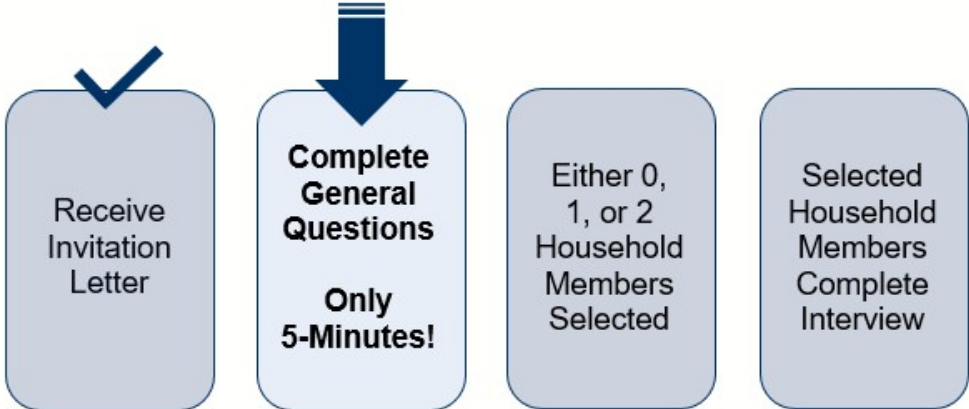 Receive
Invitation
Letter
Complete
General
Questions
Only
5-Minutes!
Either 0,
1, or 2
Household
Members
Selected
Selected
Household
Members
Complete
Interview